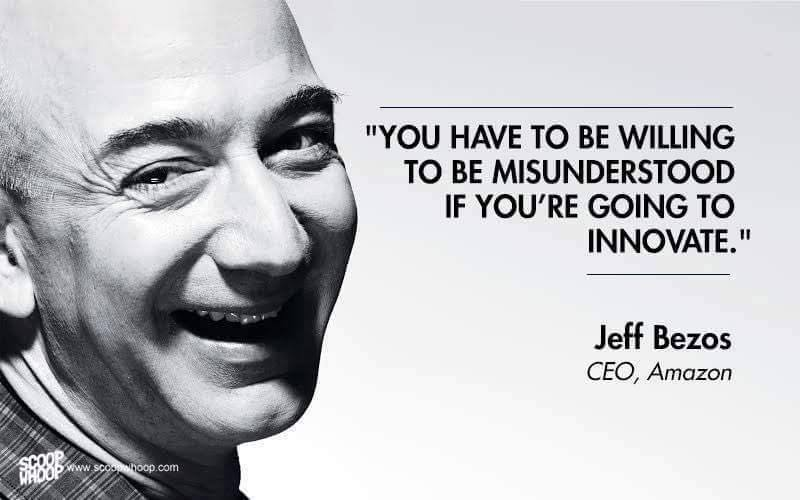 "YOU HAVE TO BE WILLING
TO BE MISUNDERSTOOD
IF YOU’RE GOING TO
INNOVATE."
Jeff Bezos
CEO, Amazon
SCOOP
WHOOP
www.scoopwhoop.com